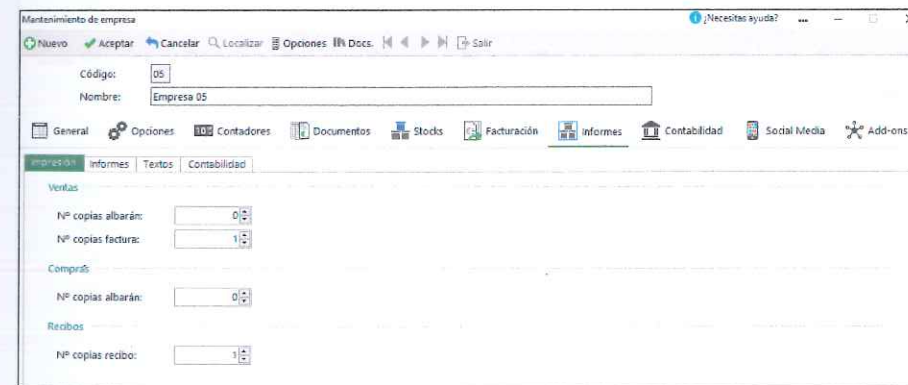 Mantenimiento de empresa
¿Necesitas ayuda? ...
Nuevo Aceptar Cancelar Localizar Opciones Docs. Salir
Código: 05
Nombre: Empresa 05
General Opciones Contadores Documentos Stocks Facturación Informes Contabilidad Social Media Add-ons
Impresión Informes Textos Contabilidad
Ventas
Nº copias albarán: 0
Nº copias factura: 1
Compras
Nº copias albarán: 0
Recibos
Nº copias recibo: 1